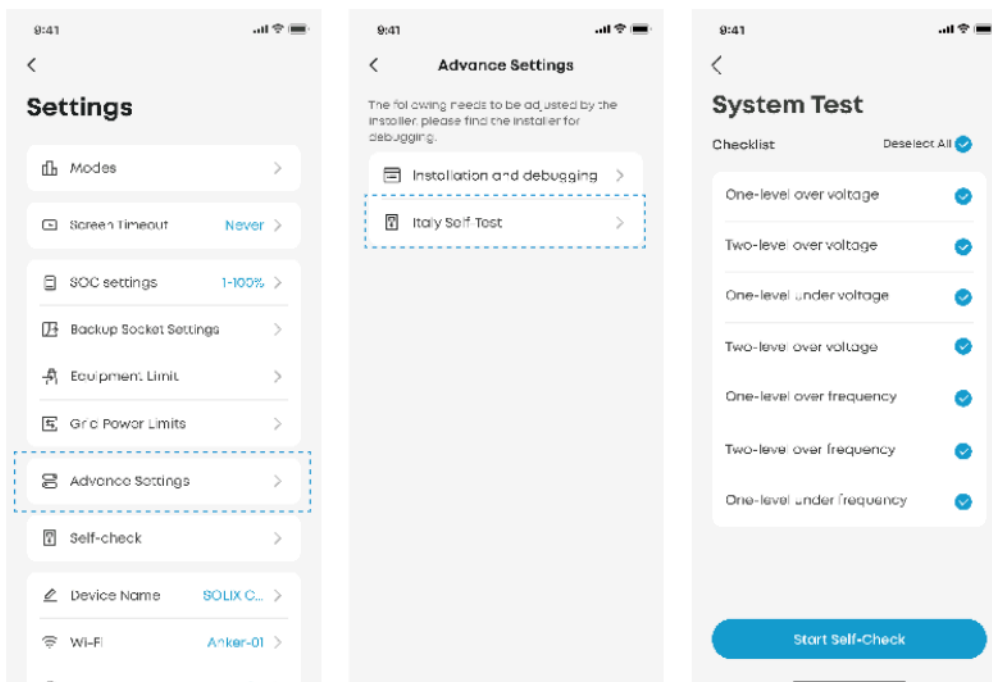 9:41
Settings
Modes
Screen Timeout Never
SOC settings 1-100%
Backup Socket Settings
Equipment Limit
Grid Power Limits
Advance Settings
Self-check
Device Name SOLIX C...
Wi-Fi Anker-01
9:41
Advance Settings
The following needs to be adjusted by the
installer, please find the installer for
debugging.
Installation and debugging
Italy Self-Test
9:41
System Test
Checklist Deselect All
One-level over voltage
Two-level over voltage
One-level under voltage
Two-level over voltage
One-level over frequency
Two-level over frequency
One-level under frequency
Start Self-Check